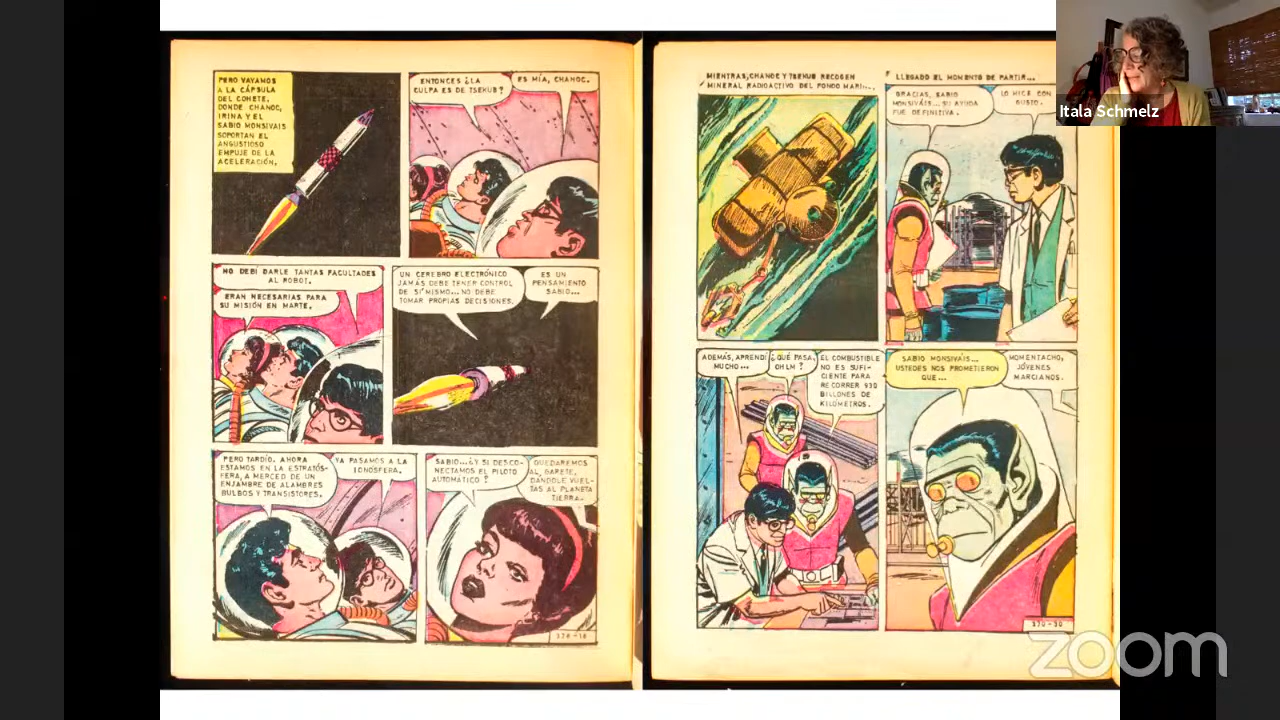 PERO VAYAMOS
A LA CÁPSULA
DEL COHETE,
DONDE CHANOC,
IRINA Y EL
SABIO MONSIVAIS
SOPORTAN EL
ANGUSTIOSO
EMPUJE DE LA
ACELERACIÓN.
ENTONCES ¿LA
CULPA ES DE TSEKUB?
ES MÍA, CHANOC.
NO DEBI DARLE TANTAS FACULTADES
AL ROBOT.
ERAN NECESARIAS PARA
SU MISIÓN EN MARTE.
UN CEREBRO ELECTRÓNICO
JAMÁS DEBE TENER CONTROL
DE SÍ MISMO... NO DEBE
TOMAR PROPIAS DECISIONES.
ES UN
PENSAMIENTO
SABIO...
PERO TARDÍO. AHORA
ESTAMOS EN LA ESTRATÓS-
FERA, A MERCED DE UN
ENJAMBRE DE ALAMBRES
BULBOS Y TRANSISTORES.
YA PASAMOS A LA
IONÓSFERA.
SABIO...¿Y SI DESCO-
NECTAMOS EL PILOTO
AUTOMÁTICO?
QUEDAREMOS
AL GARETE,
DÁNDOLE VUEL-
TAS AL PLANETA
TIERRA.
370-18
MIENTRAS, CHANOC Y TSEKUB RECOGEN
MINERAL RADIOACTIVO DEL FONDO MARI...
LLEGADO EL MOMENTO DE PARTIR...
GRACIAS, SABIO
MONSIVÁIS... SU AYUDA
FUE DEFINITIVA.
LO HICE CON
GUSTO.
ADEMÁS, APRENDÍ
MUCHO...
¿QUÉ PASA,
OHLM?
EL COMBUSTIBLE
NO ES SUFI-
CIENTE PARA
RECORRER 930
BILLONES DE
KILÓMETROS.
SABIO MONSIVÁIS...
USTEDES NOS PROMETIERON
QUE...
MOMENTACHO,
JÓVENES
MARCIANOS.
370-30
Itala Schmelz
zoom